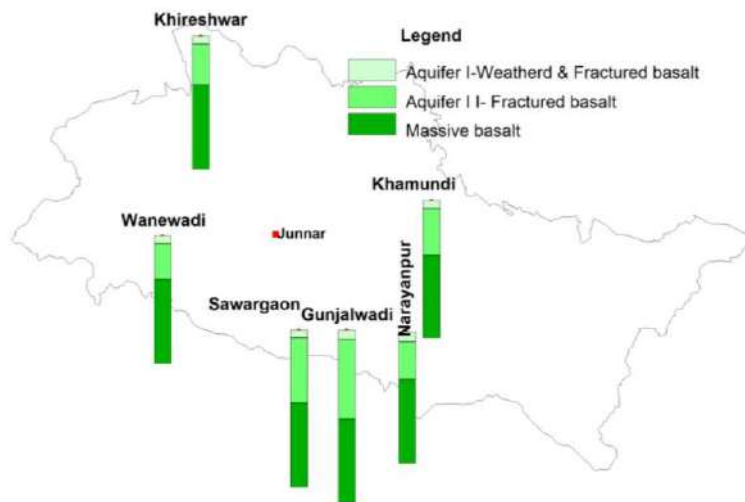 Khireshwar
Legend
Aquifer I-Weatherd & Fractured basalt
Aquifer I I- Fractured basalt
Massive basalt
Khamundi
Wanewadi
Junnar
Narayanpur
Sawargaon
Gunjalwadi